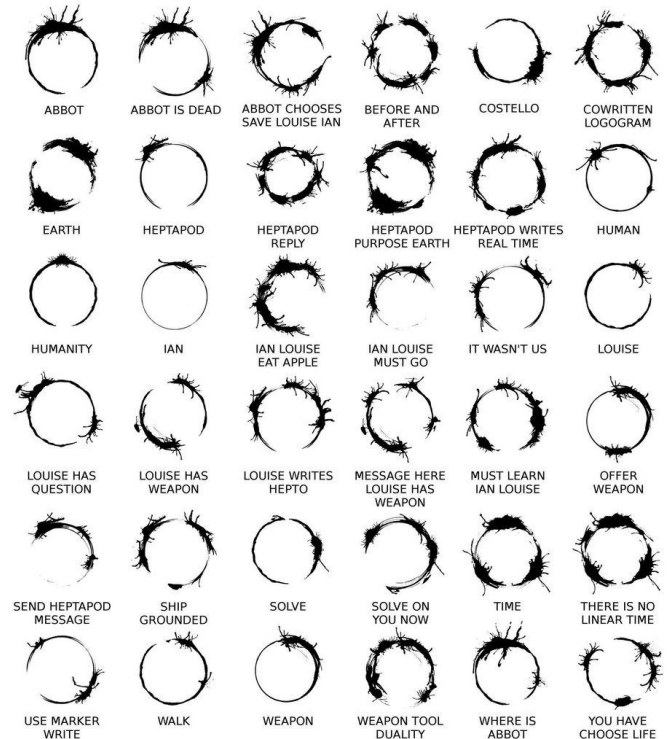 ABBOT
ABBOT IS DEAD
ABBOT CHOOSES
SAVE LOUISE IAN
BEFORE AND
AFTER
COSTELLO
COWRITTEN
LOGOGRAM
EARTH
HEPTAPOD
HEPTAPOD
REPLY
HEPTAPOD
PURPOSE EARTH
HEPTAPOD WRITES
REAL TIME
HUMAN
HUMANITY
IAN
IAN LOUISE
EAT APPLE
IAN LOUISE
MUST GO
IT WASN'T US
LOUISE
LOUISE HAS
QUESTION
LOUISE HAS
WEAPON
LOUISE WRITES
HEPTO
MESSAGE HERE
LOUISE HAS
WEAPON
MUST LEARN
IAN LOUISE
OFFER
WEAPON
SEND HEPTAPOD
MESSAGE
SHIP
GROUNDED
SOLVE
SOLVE ON
YOU NOW
TIME
THERE IS NO
LINEAR TIME
USE MARKER
WRITE
WALK
WEAPON
WEAPON TOOL
DUALITY
WHERE IS
ABBOT
YOU HAVE
CHOOSE LIFE